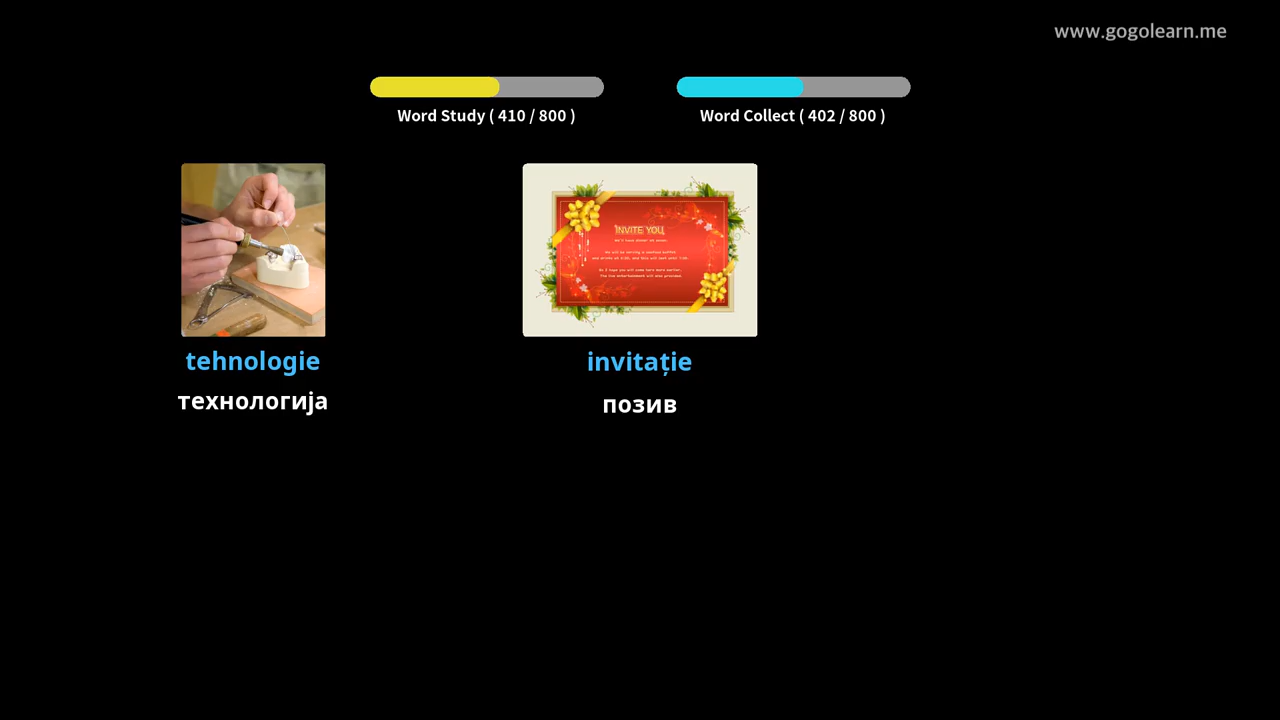 www.gogolearn.me
Word Study ( 410 / 800 )
Word Collect ( 402 / 800 )
INVITE YOU
tehnologie
invitație
технологија
позив